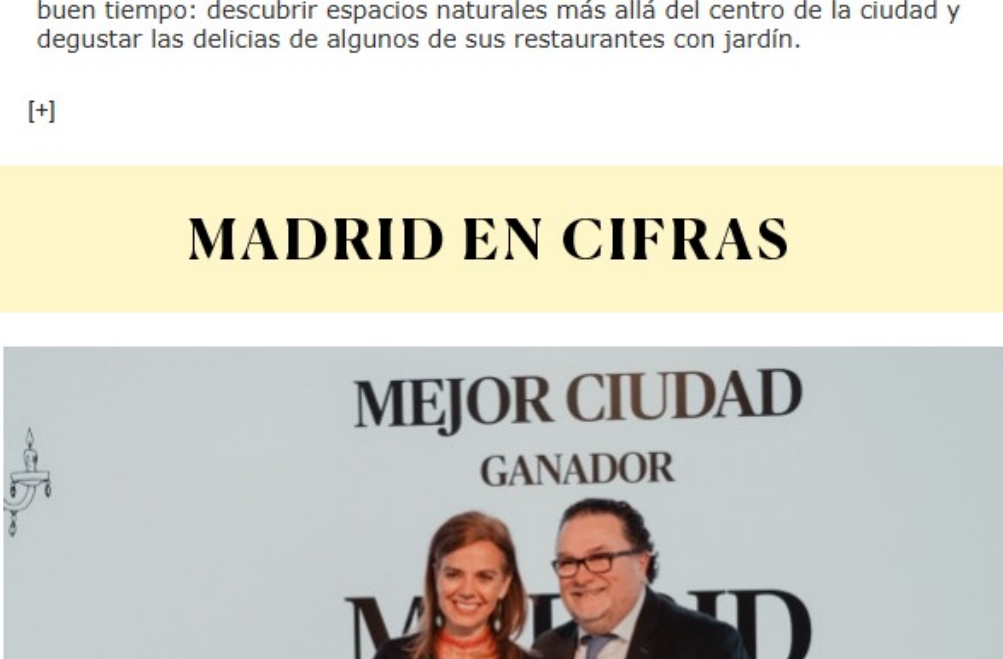 buen tiempo: descubrir espacios naturales más allá del centro de la ciudad y
degustar las delicias de algunos de sus restaurantes con jardín.
[+]
MADRID EN CIFRAS
MEJOR CIUDAD
GANADOR